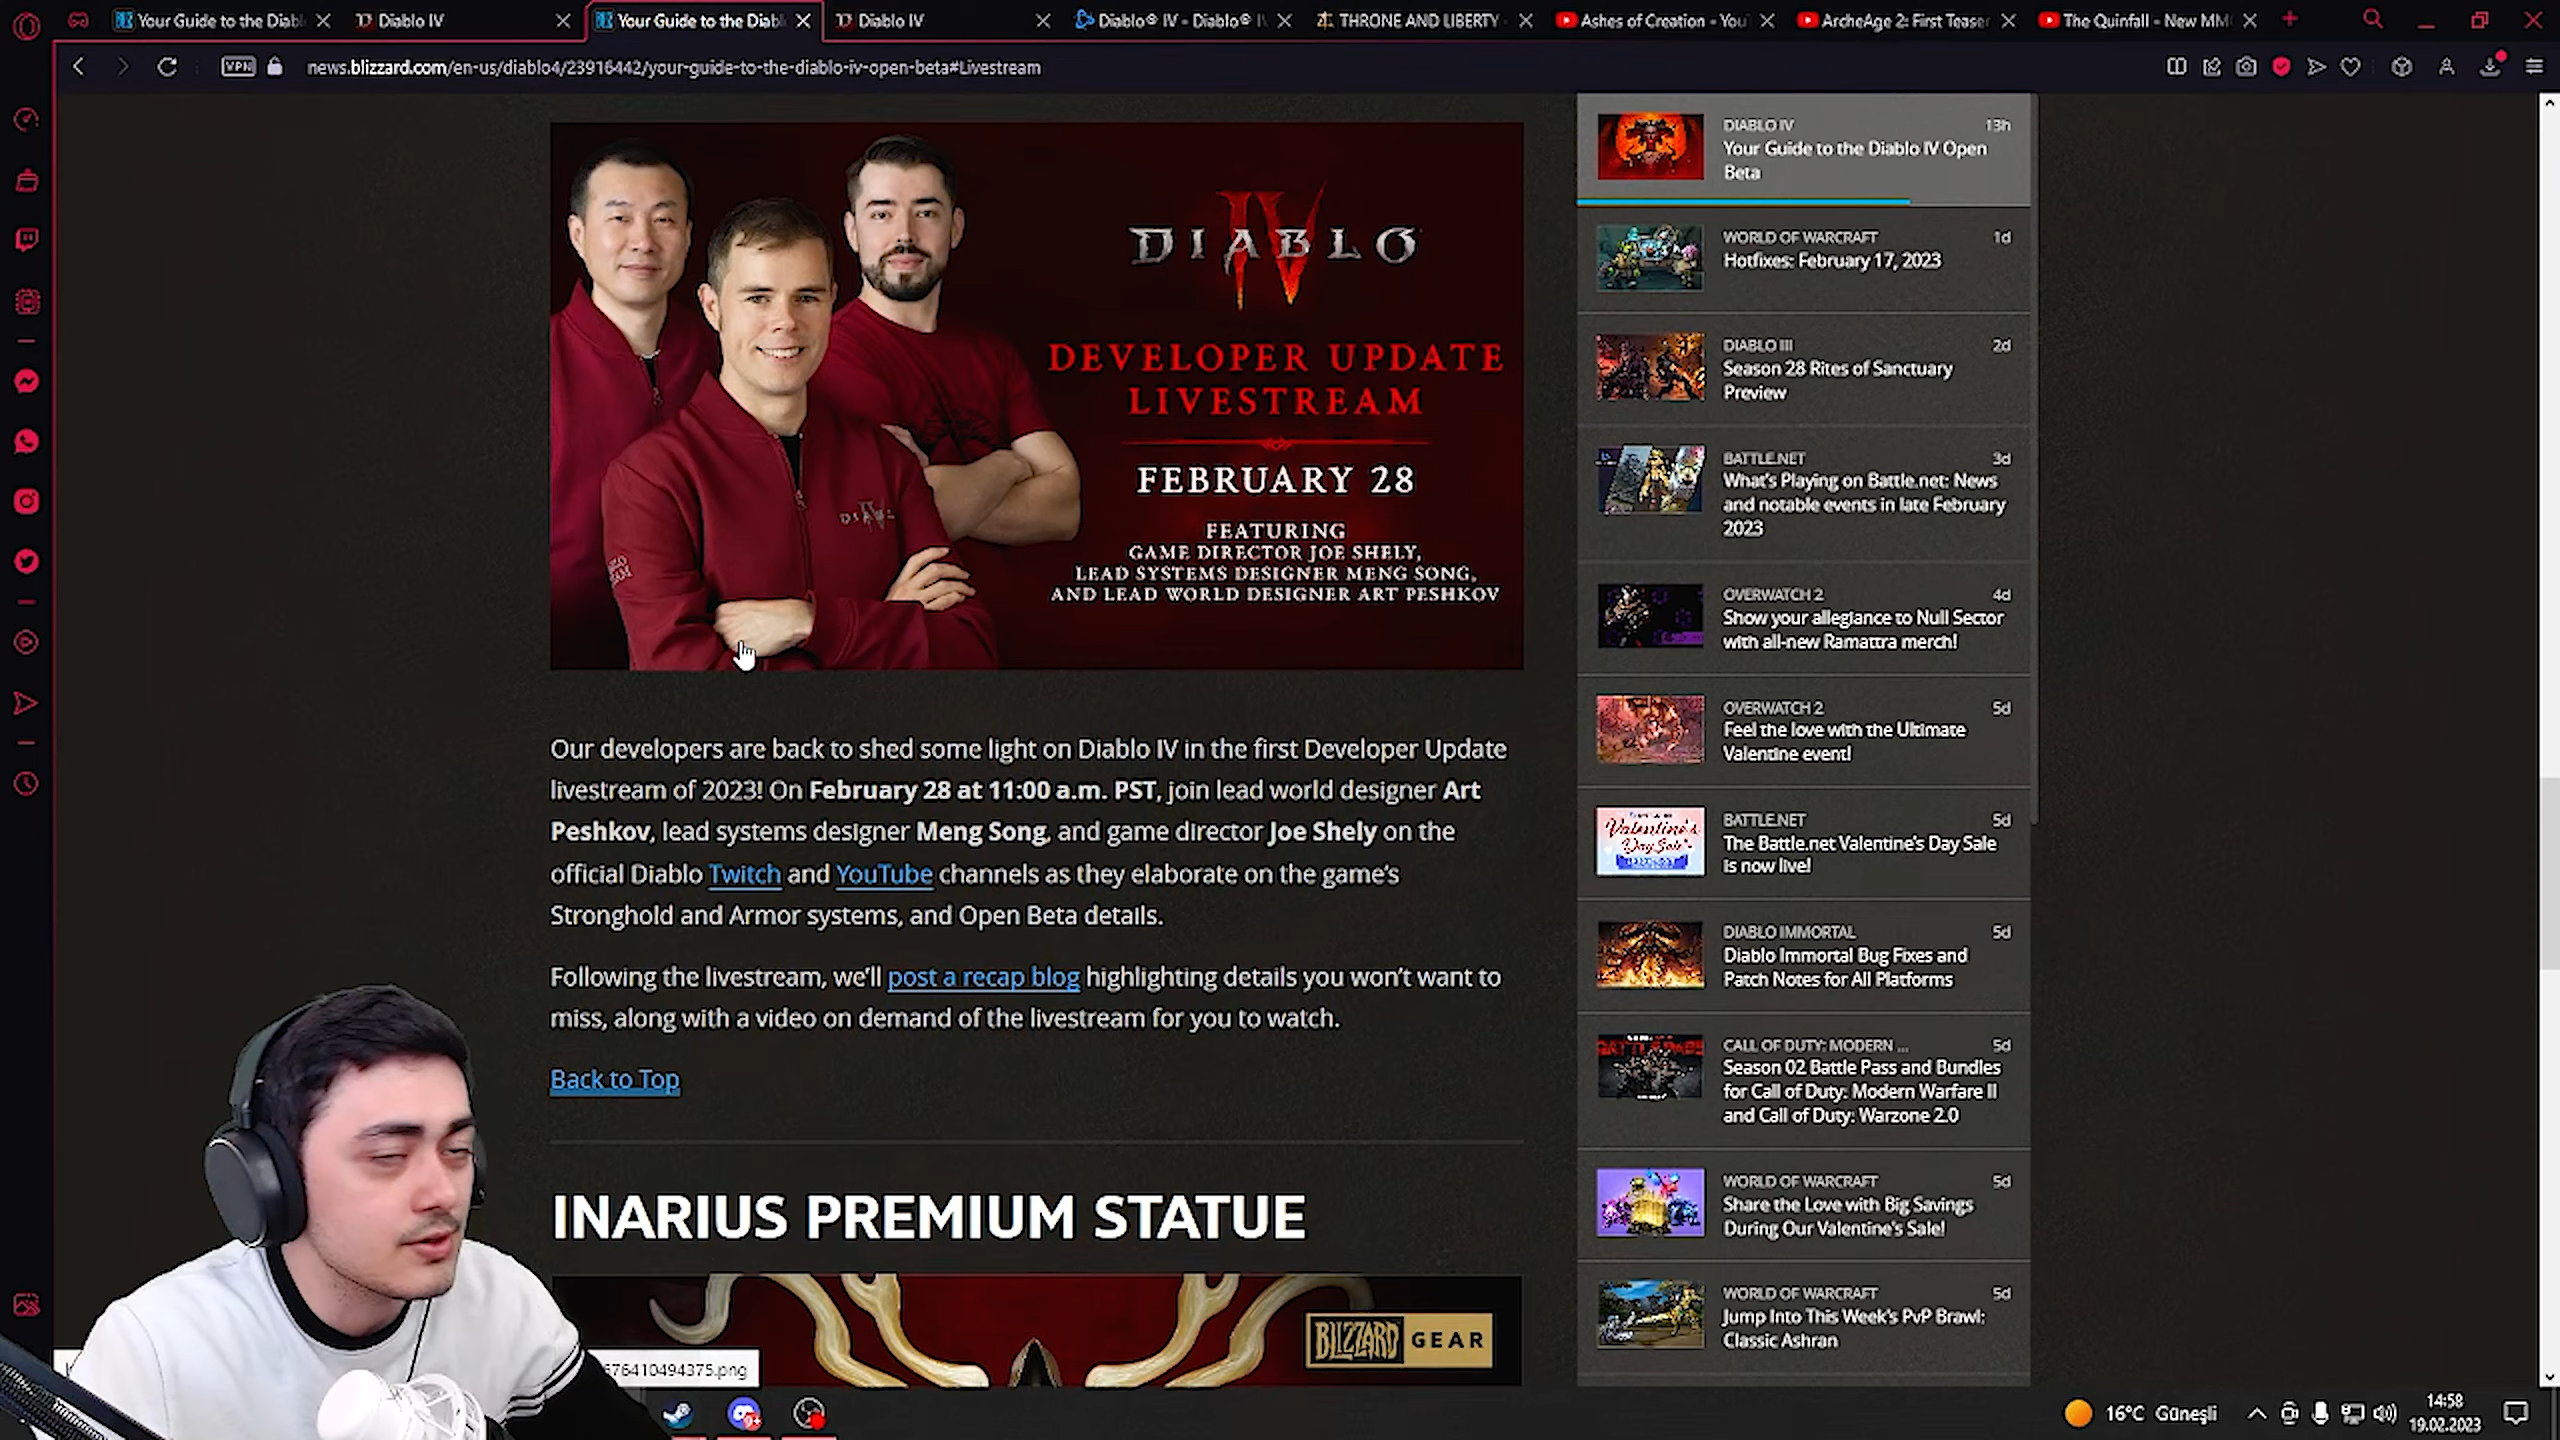 Your Guide to the Diabl
Diablo IV
Your Guide to the Diabl
Diablo IV
Diablo® IV - Diablo® I
THRONE AND LIBERTY
Ashes of Creation - You
ArcheAge 2: First Teaser
The Quinfall - New MM
VPN
news.blizzard.com/en-us/diablo4/23916442/your-guide-to-the-diablo-iv-open-beta#Livestream
DIABLO
IV
DEVELOPER UPDATE
LIVESTREAM
FEBRUARY 28
FEATURING
GAME DIRECTOR JOE SHELY,
LEAD SYSTEMS DESIGNER MENG SONG,
AND LEAD WORLD DESIGNER ART PESHKOV
Our developers are back to shed some light on Diablo IV in the first Developer Update
livestream of 2023! On February 28 at 11:00 a.m. PST, join lead world designer Art
Peshkov, lead systems designer Meng Song, and game director Joe Shely on the
official Diablo Twitch and YouTube channels as they elaborate on the game's
Stronghold and Armor systems, and Open Beta details.
Following the livestream, we'll post a recap blog highlighting details you won't want to
miss, along with a video on demand of the livestream for you to watch.
Back to Top
INARIUS PREMIUM STATUE
BLIZZARD GEAR
76410494375.png
DIABLO IV 13h
Your Guide to the Diablo IV Open
Beta
WORLD OF WARCRAFT 1d
Hotfixes: February 17, 2023
DIABLO III 2d
Season 28 Rites of Sanctuary
Preview
BATTLE.NET 3d
What's Playing on Battle.net: News
and notable events in late February
2023
OVERWATCH 2 4d
Show your allegiance to Null Sector
with all-new Ramattra merch!
OVERWATCH 2 5d
Feel the love with the Ultimate
Valentine event!
Valentine's
Day Sale
BATTLE.NET 5d
The Battle.net Valentine's Day Sale
is now live!
DIABLO IMMORTAL 5d
Diablo Immortal Bug Fixes and
Patch Notes for All Platforms
CALL OF DUTY: MODERN ... 5d
Season 02 Battle Pass and Bundles
for Call of Duty: Modern Warfare II
and Call of Duty: Warzone 2.0
WORLD OF WARCRAFT 5d
Share the Love with Big Savings
During Our Valentine's Sale!
WORLD OF WARCRAFT 5d
Jump Into This Week's PvP Brawl:
Classic Ashran
16°C Güneşli
14:58
19.02.2023